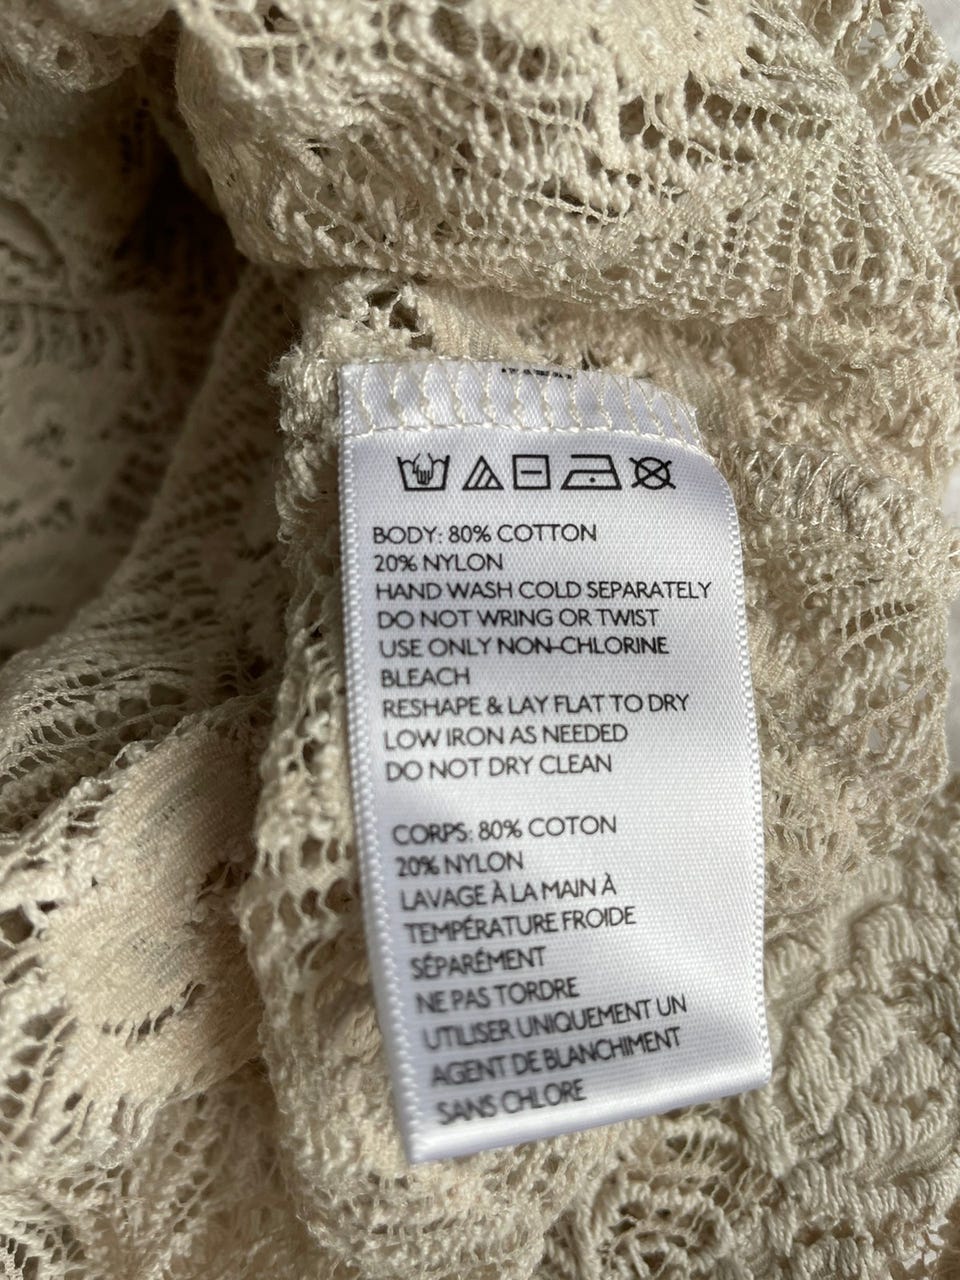 BODY: 80% COTTON
20% NYLON
HAND WASH COLD SEPARATELY
DO NOT WRING OR TWIST
USE ONLY NON-CHLORINE
BLEACH
RESHAPE & LAY FLAT TO DRY
LOW IRON AS NEEDED
DO NOT DRY CLEAN
CORPS: 80% COTON
20% NYLON
LAVAGE À LA MAIN À
TEMPÉRATURE FROIDE
SÉPARÉMENT
NE PAS TORDRE
UTILISER UNIQUEMENT UN
AGENT DE BLANCHIMENT
SANS CHLORE